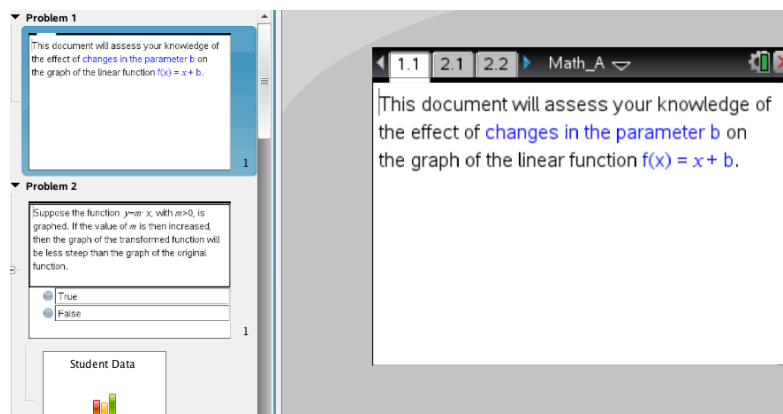 Problem 1
This document will assess your knowledge of
the effect of changes in the parameter b on
the graph of the linear function f(x) = x + b.
1
Problem 2
Suppose the function y=m· x, with m>0, is
graphed. If the value of m is then increased,
then the graph of the transformed function will
be less steep than the graph of the original
function.
True
False
1
Student Data
1.1 2.1 2.2 Math_A
This document will assess your knowledge of
the effect of changes in the parameter b on
the graph of the linear function f(x) = x + b.